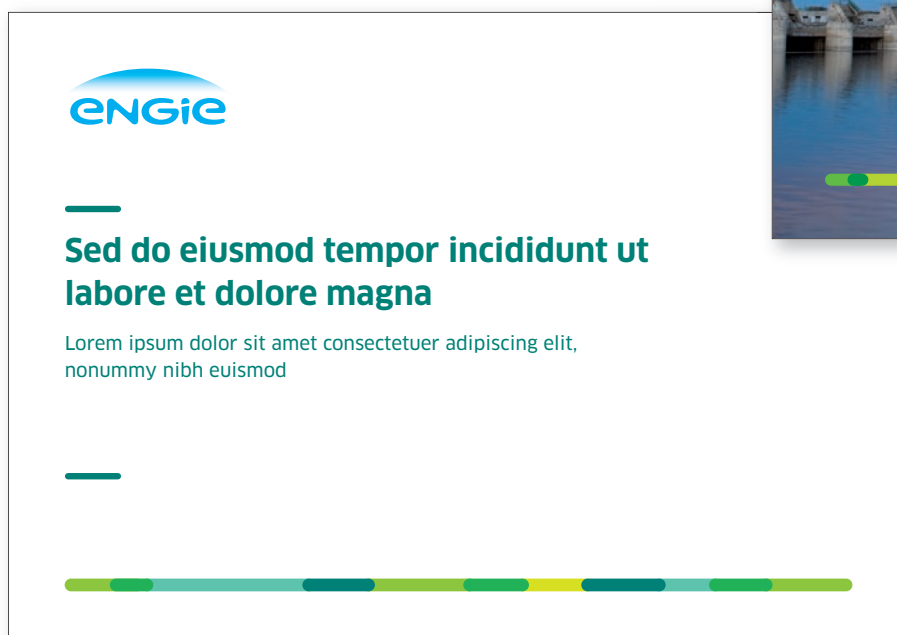 ENGIE
Sed do eiusmod tempor incididunt ut
labore et dolore magna
Lorem ipsum dolor sit amet consectetuer adipiscing elit,
nonummy nibh euismod